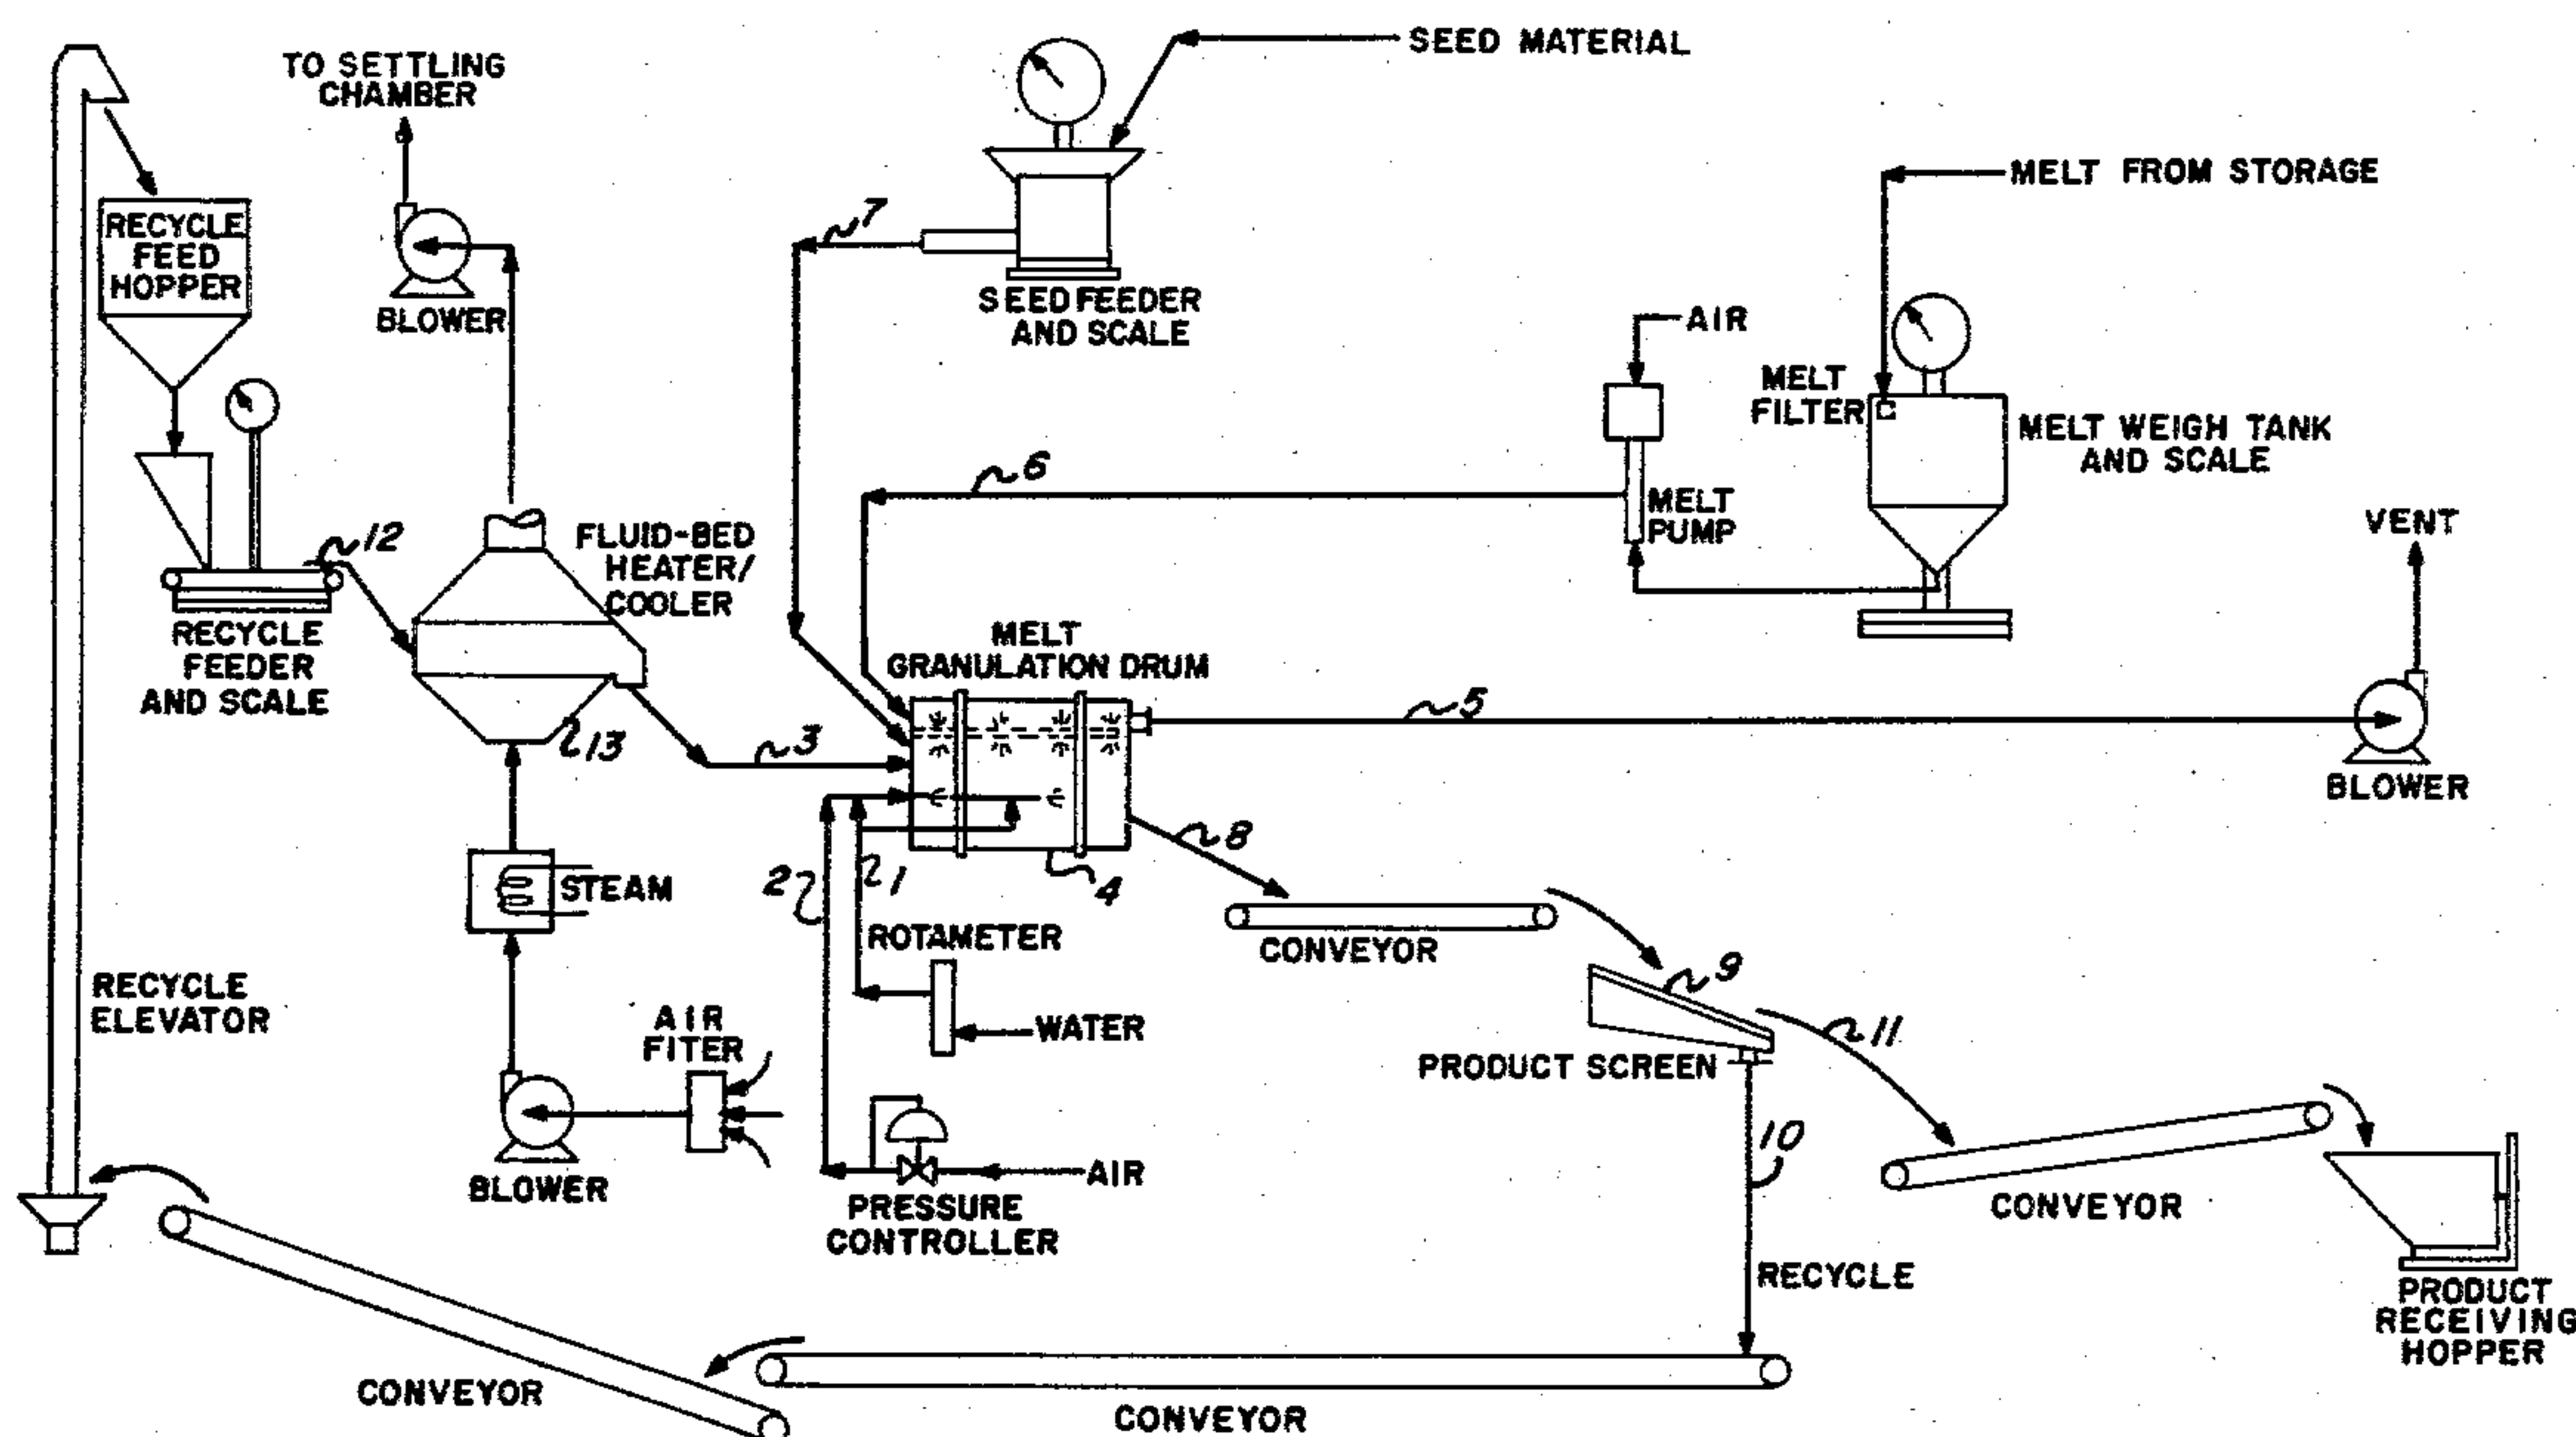 SEED MATERIAL
TO SETTLING
CHAMBER
MELT FROM STORAGE
RECYCLE
FEED
HOPPER
7
BLOWER
SEED FEEDER
AND SCALE
AIR
MELT
FILTER
MELT WEIGH TANK
AND SCALE
6
MELT
PUMP
VENT
12
FLUID-BED
HEATER/
COOLER
RECYCLE
FEEDER
AND SCALE
MELT
GRANULATION DRUM
5
13
3
BLOWER
8
2
1
4
STEAM
ROTAMETER
CONVEYOR
9
RECYCLE
ELEVATOR
AIR
FITER
WATER
11
PRODUCT SCREEN
10
BLOWER
AIR
PRESSURE
CONTROLLER
CONVEYOR
RECYCLE
PRODUCT
RECEIVING
HOPPER
CONVEYOR
CONVEYOR